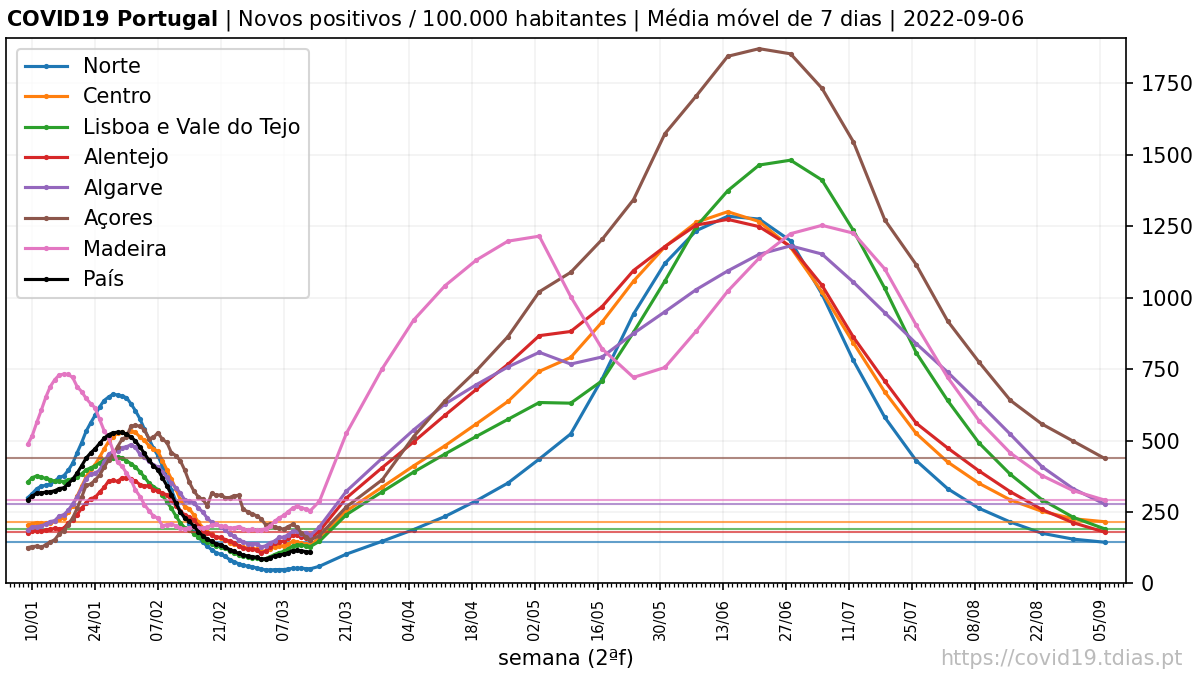 COVID19 Portugal | Novos positivos / 100.000 habitantes | Média móvel de 7 dias | 2022-09-06
Norte
Centro
Lisboa e Vale do Tejo
Alentejo
Algarve
Açores
Madeira
País
1750
1500
1250
1000
750
500
250
0
10/01
24/01
07/02
21/02
07/03
21/03
04/04
18/04
02/05
16/05
30/05
13/06
27/06
11/07
25/07
08/08
22/08
05/09
semana (2ªf)
https://covid19.tdias.pt